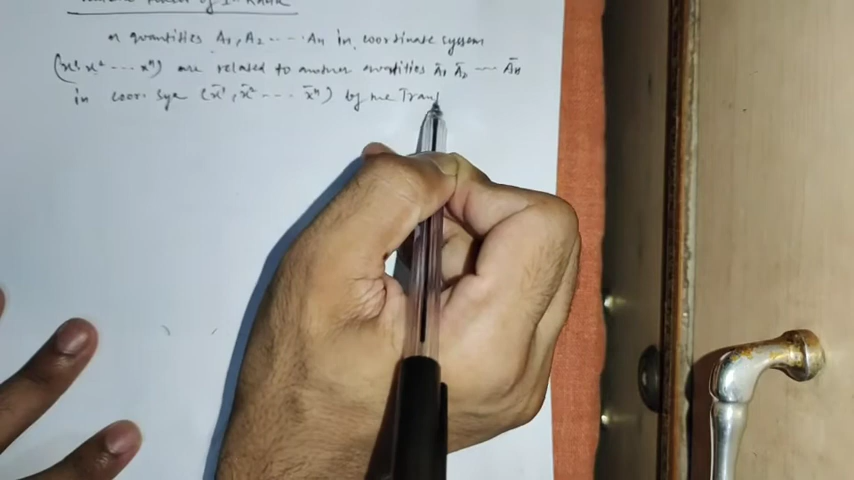 n quantities A1, A2 ---- An in coordinate system
(x¹, x² --- xⁿ) are related to another quantities Ā1 Ā2 --- Ān
in coor. Sys (x̄¹, x̄² ---- x̄ⁿ) by the Tran